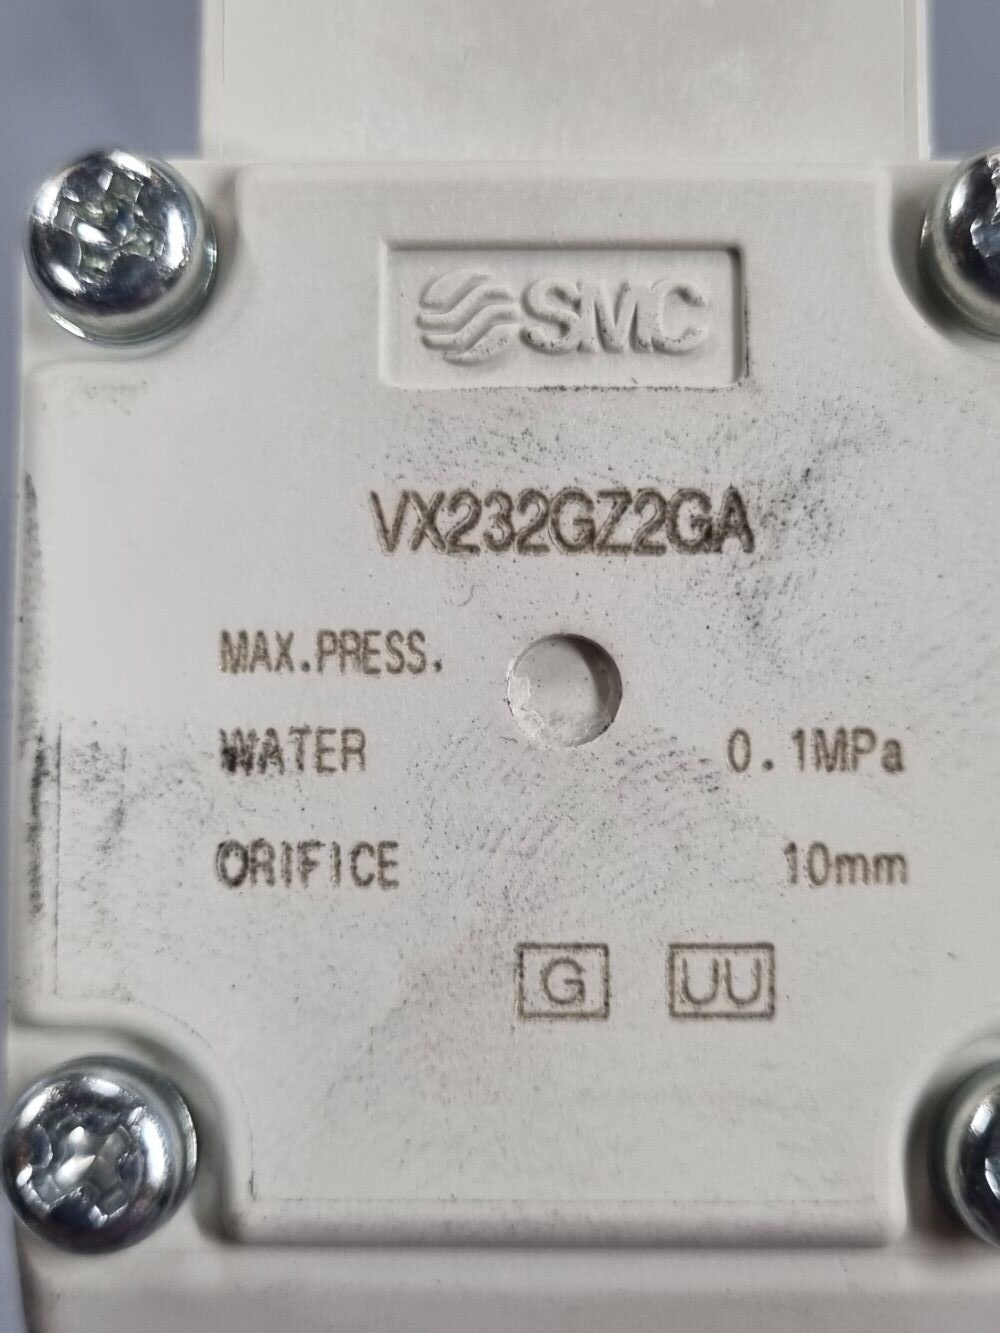 SMC
VX232GZ2GA
MAX.PRESS.
WATER 0.1MPa
ORIFICE 10mm
G UU